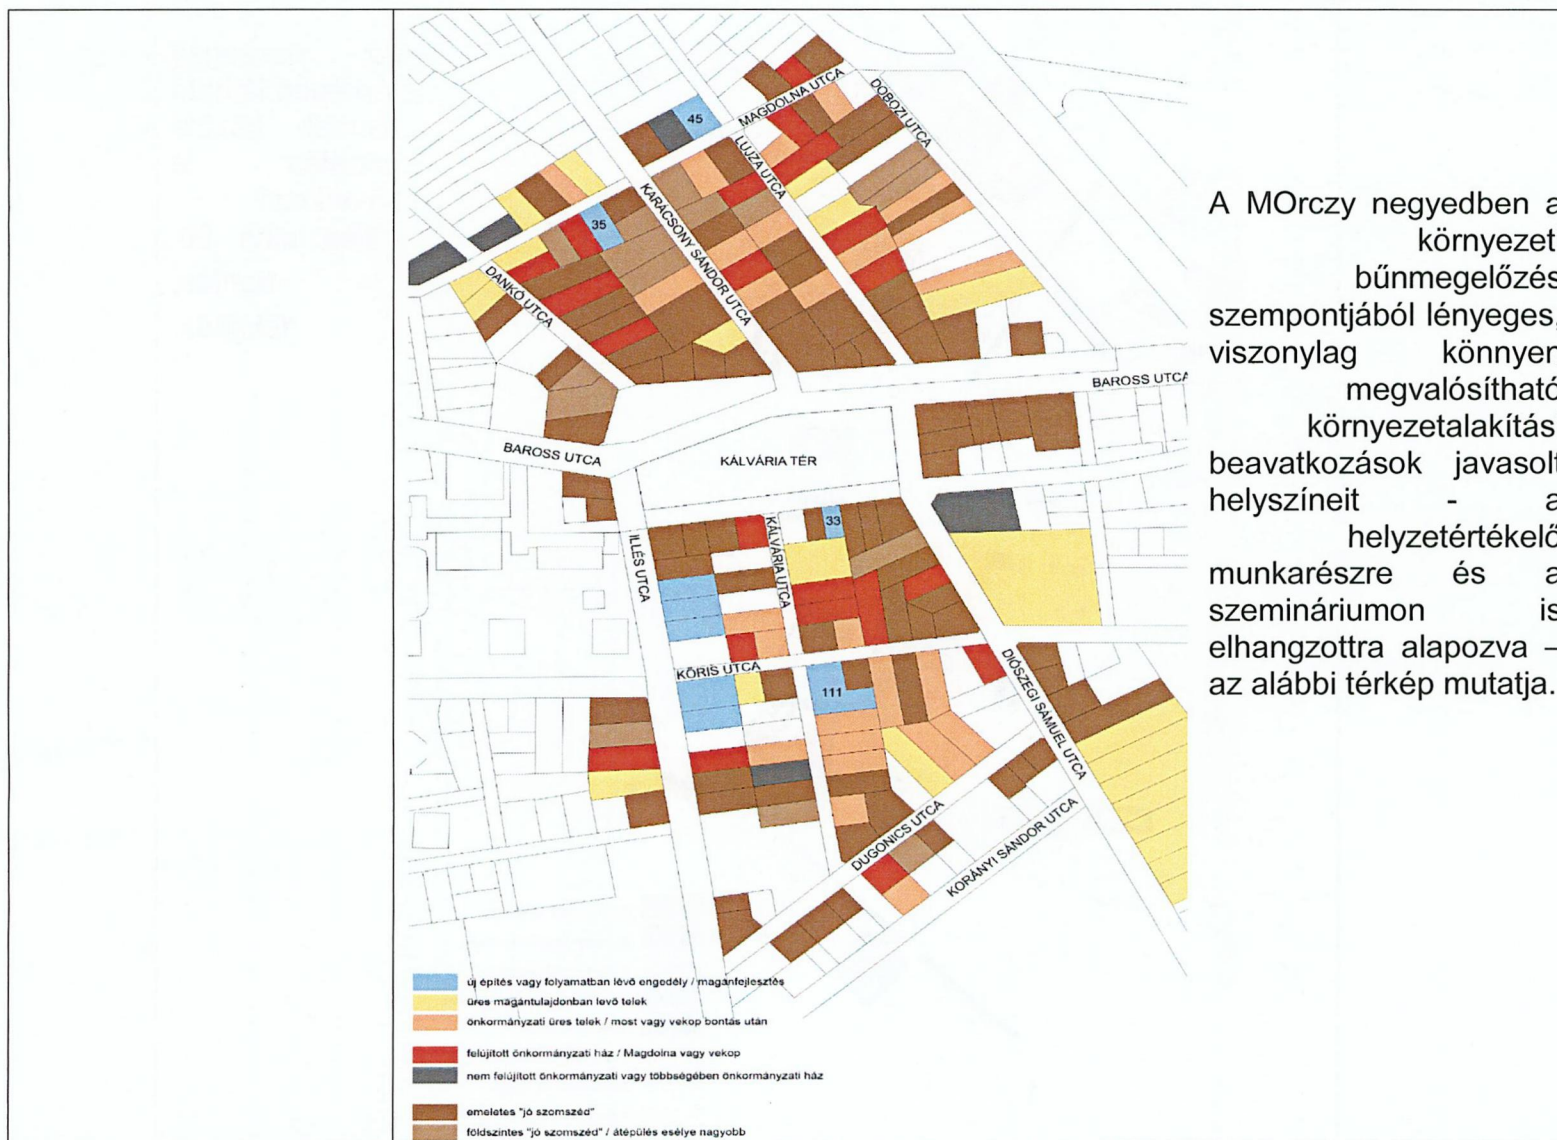 MAGDOLNA UTCA
DOBOZI UTCA
45
LUJZA UTCA
KARÁCSONY SÁNDOR UTCA
35
DANKÓ UTCA
BAROSS UTCA
BAROSS UTCA
KÁLVÁRIA TÉR
33
KÁLVÁRIA UTCA
ILLÉS UTCA
KŐRIS UTCA
111
DIÓSZEGI SÁMUEL UTCA
DUGONICS UTCA
KORÁNYI SÁNDOR UTCA
új építés vagy folyamatban lévő engedély / magánfejlesztés
üres magántulajdonban levő telek
önkormányzati üres telek / most vagy vekop bontás után
felújított önkormányzati ház / Magdolna vagy vekop
nem felújított önkormányzati vagy többségében önkormányzati ház
emeletes "jó szomszéd"
földszintes "jó szomszéd" / átépülés esélye nagyobb
A MOrczy negyedben a
környezet
bűnmegelőzés
szempontjából lényeges,
viszonylag könnyen
megvalósítható
környezetalakítás
beavatkozások javasolt
helyszíneit - a
helyzetértékelő
munkarészre és a
szemináriumon is
elhangzottra alapozva –
az alábbi térkép mutatja.